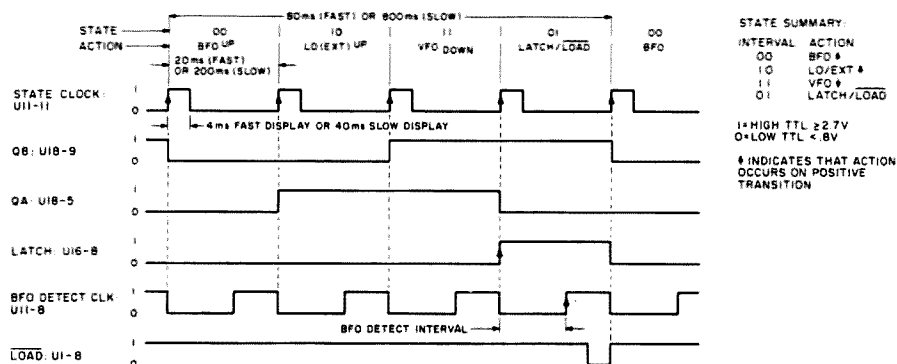 80ms (FAST) OR 800ms (SLOW)
STATE 00 10 11 01 00
ACTION BFO UP LO(EXT) UP VFO DOWN LATCH/LOAD BFO
20ms (FAST)
OR 200ms (SLOW)
STATE CLOCK:
U11-11
1
0
4ms FAST DISPLAY OR 40ms SLOW DISPLAY
QB: U18-9
1
0
QA: U18-5
1
0
LATCH: U16-8
1
0
BFO DETECT CLK:
U11-8
1
0
BFO DETECT INTERVAL
LOAD: U1-8
1
0
STATE SUMMARY:
INTERVAL ACTION
00 BFO
10 LO/EXT
11 VFO
01 LATCH/LOAD
1=HIGH TTL ≥2.7V
0=LOW TTL <.8V
INDICATES THAT ACTION
OCCURS ON POSITIVE
TRANSITION